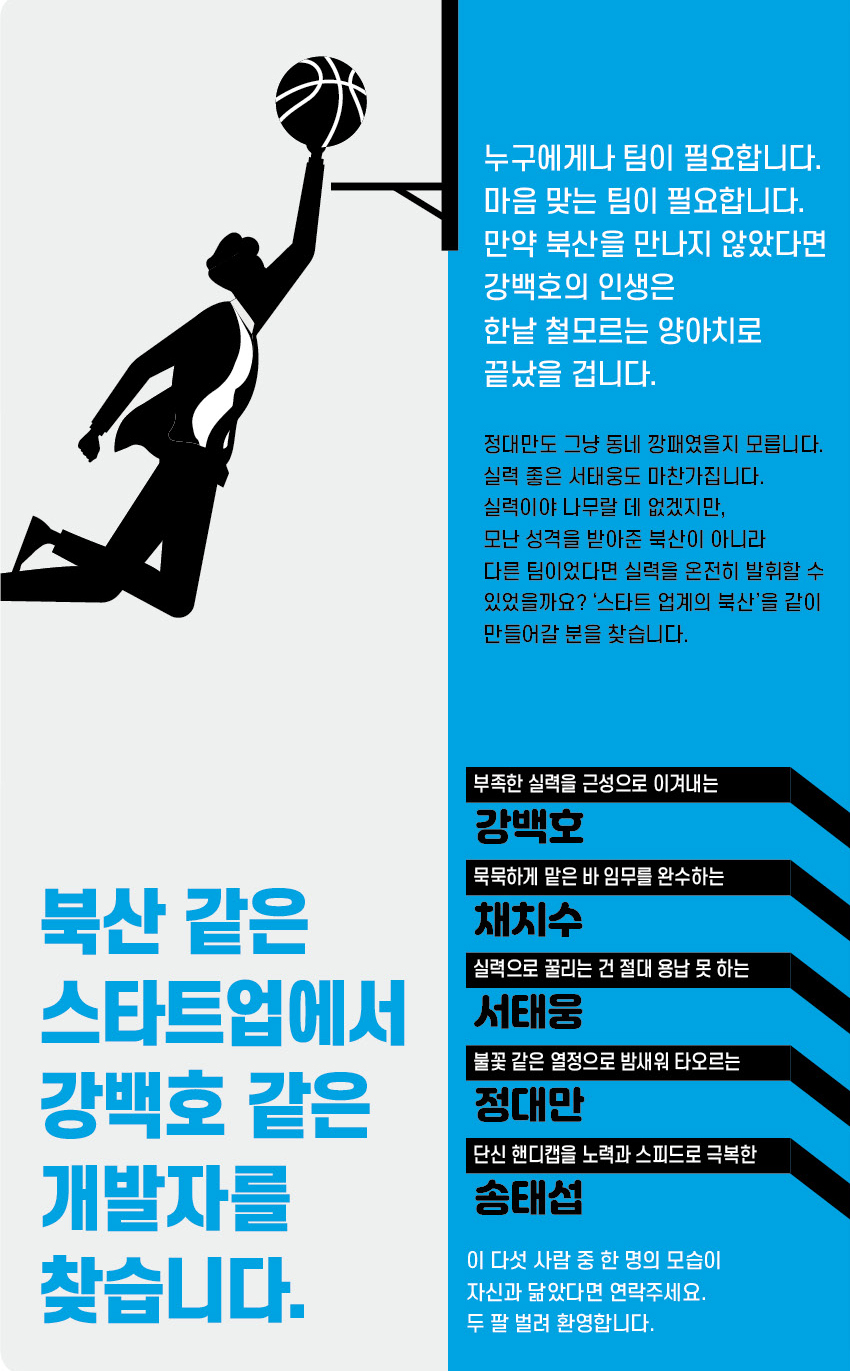 누구에게나 팀이 필요합니다.
마음 맞는 팀이 필요합니다.
만약 북산을 만나지 않았다면
강백호의 인생은
한낱 철모르는 양아치로
끝났을 겁니다.
정대만도 그냥 동네 깡패였을지 모릅니다.
실력 좋은 서태웅도 마찬가집니다.
실력이야 나무랄 데 없겠지만,
모난 성격을 받아준 북산이 아니라
다른 팀이었다면 실력을 온전히 발휘할 수
있었을까요? ‘스타트 업계의 북산’을 같이
만들어갈 분을 찾습니다.
북산 같은
스타트업에서
강백호 같은
개발자를
찾습니다.
부족한 실력을 근성으로 이겨내는
강백호
묵묵하게 맡은 바 임무를 완수하는
채치수
실력으로 꿀리는 건 절대 용납 못 하는
서태웅
불꽃 같은 열정으로 밤새워 타오르는
정대만
단신 핸디캡을 노력과 스피드로 극복한
송태섭
이 다섯 사람 중 한 명의 모습이
자신과 닮았다면 연락주세요.
두 팔 벌려 환영합니다.